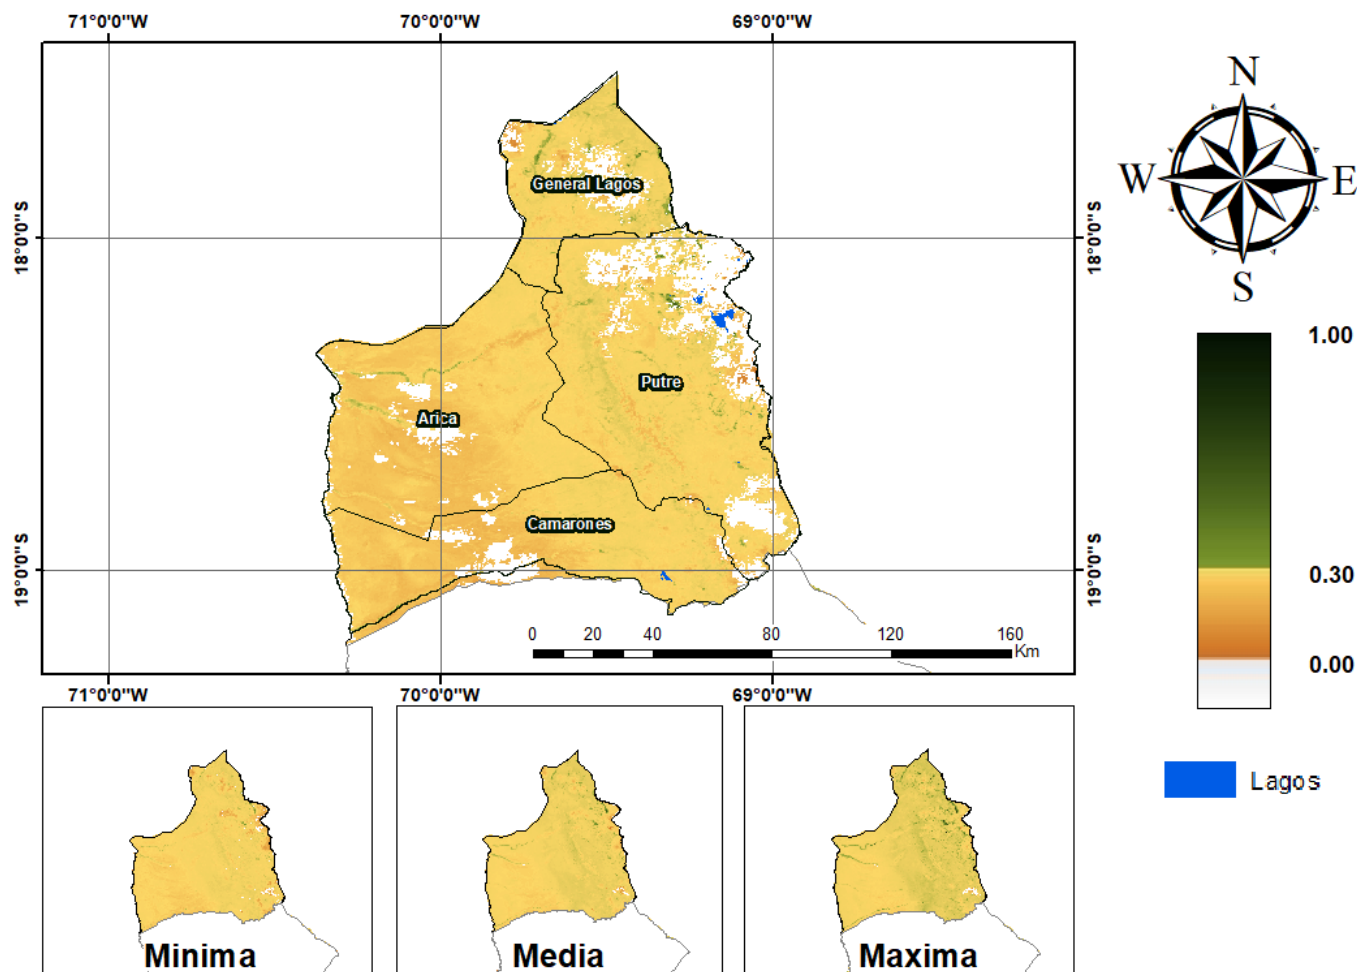 71°0'0"W 70°0'0"W 69°0'0"W
N
W E
S
18°0'0"S 18°0'0"S
19°0'0"S 19°0'0"S
General Lagos
Putre
Arica
Camarones
0 20 40 80 120 160
Km
71°0'0"W 70°0'0"W 69°0'0"W
1.00
0.30
0.00
Lagos
Minima Media Maxima